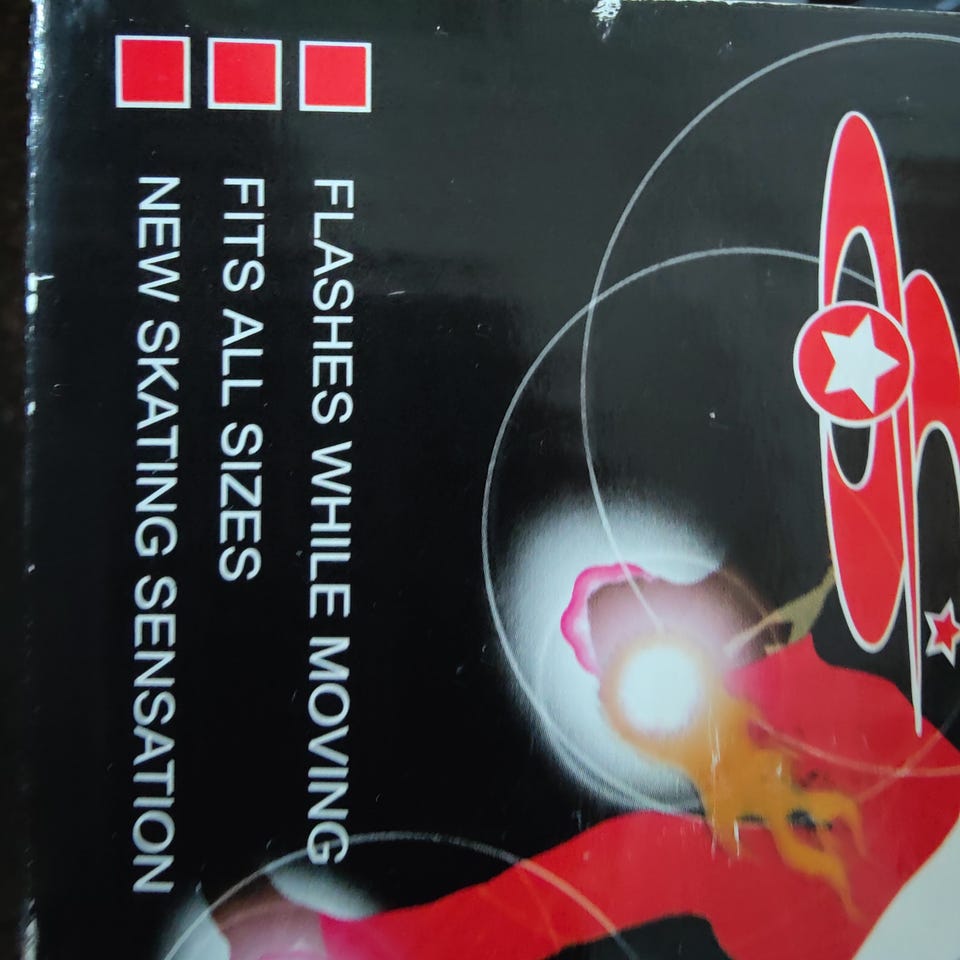 FLASHES WHILE MOVING
FITS ALL SIZES
NEW SKATING SENSATION